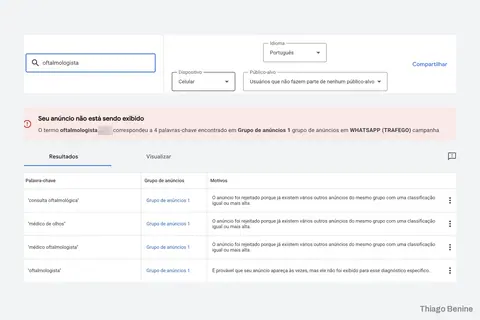 Idioma
Português
oftalmologista
Compartilhar
Dispositivo
Celular
Público-alvo
Usuários que não fazem parte de nenhum público-alvo
Seu anúncio não está sendo exibido
O termo oftalmologista correspondeu a 4 palavras-chave encontrado em Grupo de anúncios 1 grupo de anúncios em WHATSAPP (TRAFEGO) campanha
Resultados
Visualizar
Palavra-chave
Grupo de anúncios
Motivos
"consulta oftalmológica"
Grupo de anúncios 1
O anúncio foi rejeitado porque já existem vários outros anúncios do mesmo grupo com uma classificação
igual ou mais alta.
"médico de olhos"
Grupo de anúncios 1
O anúncio foi rejeitado porque já existem vários outros anúncios do mesmo grupo com uma classificação
igual ou mais alta.
"médico oftalmologista"
Grupo de anúncios 1
O anúncio foi rejeitado porque já existem vários outros anúncios do mesmo grupo com uma classificação
igual ou mais alta.
"oftalmologista"
Grupo de anúncios 1
É provável que seu anúncio apareça às vezes, mas ele não foi exibido para esse diagnóstico específico.
Thiago Benine